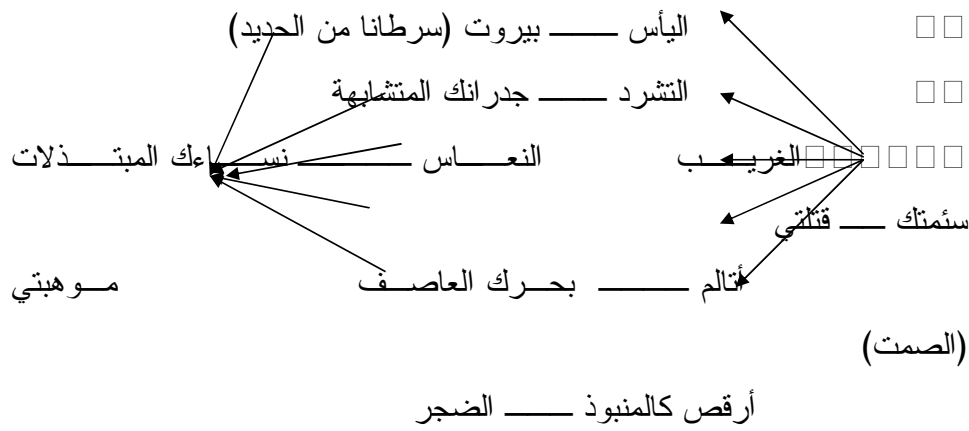 اليأس ـــــ بيروت (سرطانا من الحديد)
التشرد ـــــ جدرانك المتشابهة
الغريب النعاس ـــــ نساءك المبتذلات
سئمتك ـــــ قتلتي
أتالم ـــــ بحرك العاصف موهبتي
(الصمت)
أرقص كالمنبوذ ـــــ الضجر